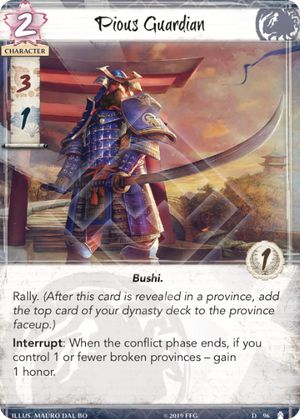 2
Pious Guardian
CHARACTER
3
1
1
Bushi.
Rally. (After this card is revealed in a province, add
the top card of your dynasty deck to the province
faceup.)
Interrupt: When the conflict phase ends, if you
control 1 or fewer broken provinces – gain
1 honor.
ILLUS. MAURO DAL BO
©2019 FFG
D 96